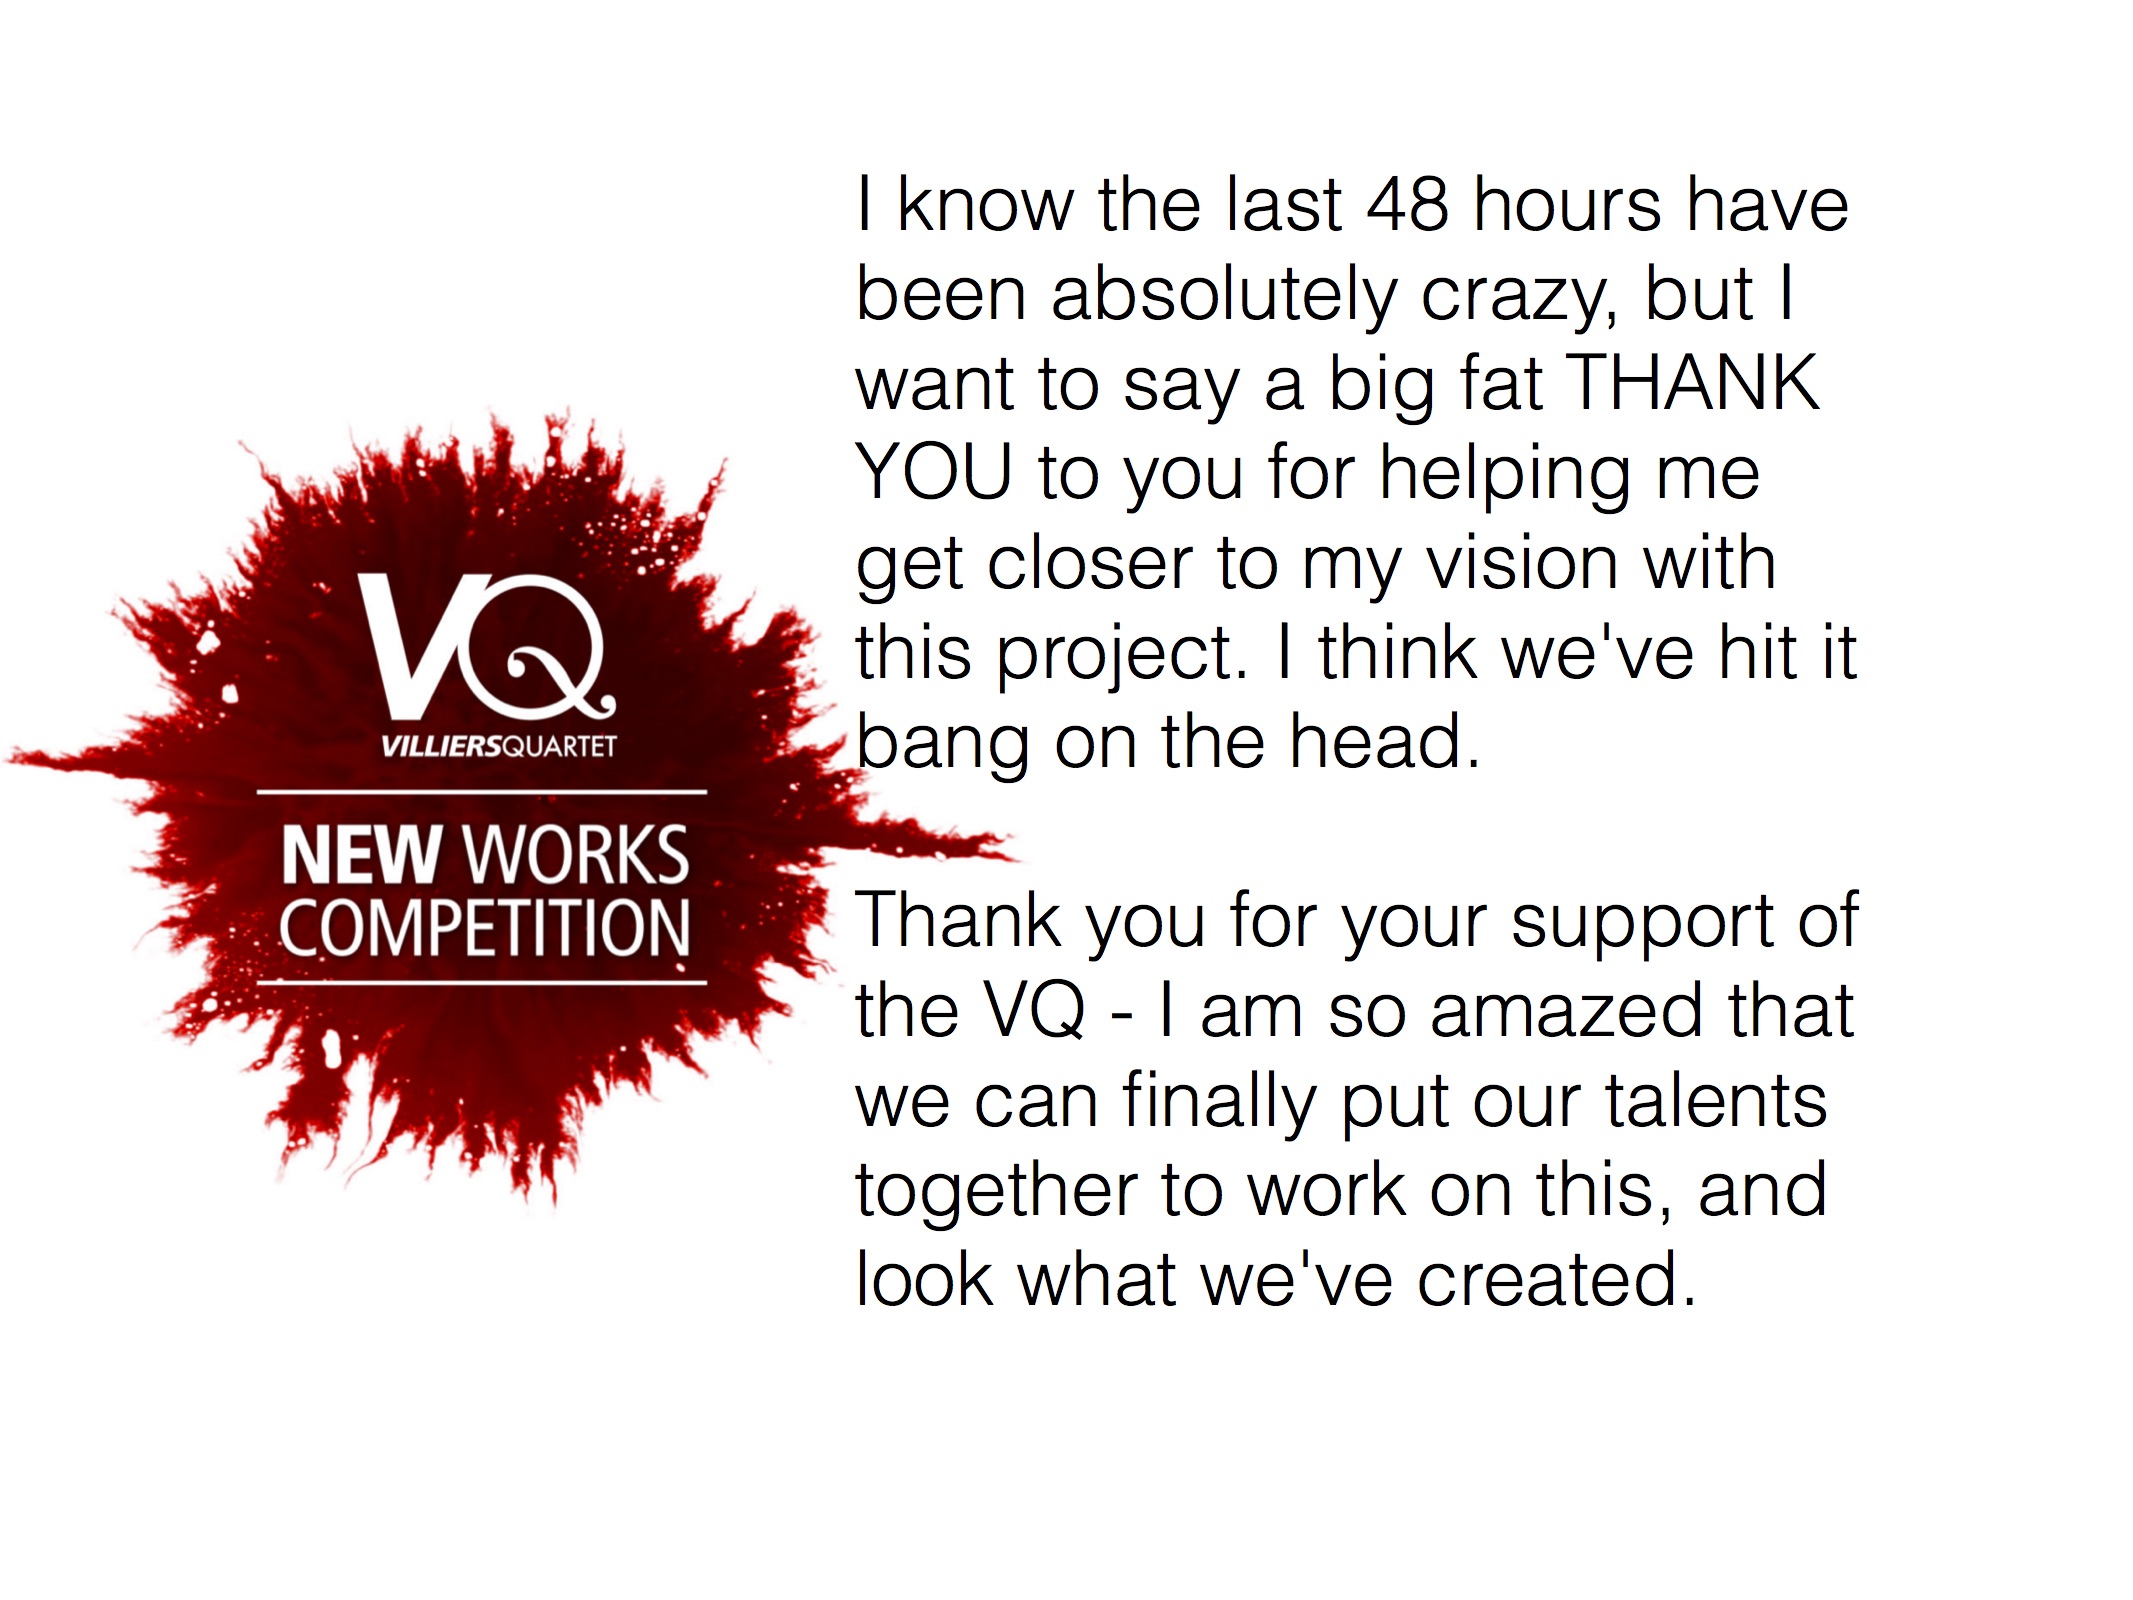 VQ
VILLIERSQUARTET
NEW WORKS
COMPETITION
I know the last 48 hours have
been absolutely crazy, but I
want to say a big fat THANK
YOU to you for helping me
get closer to my vision with
this project. I think we've hit it
bang on the head.
Thank you for your support of
the VQ - I am so amazed that
we can finally put our talents
together to work on this, and
look what we've created.